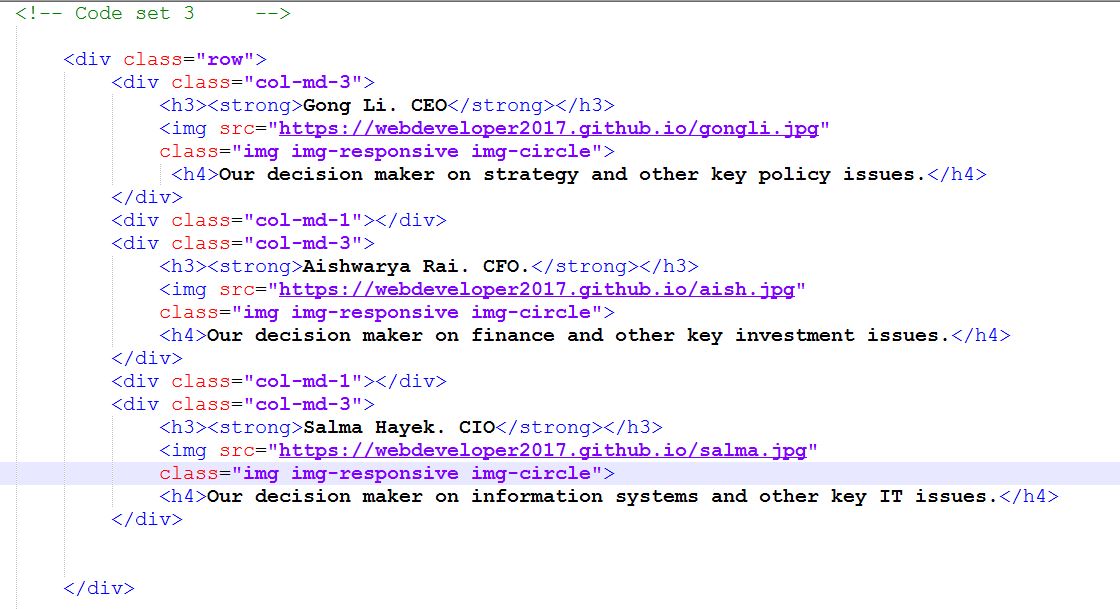 <!-- Code set 3     -->
<div class="row">
<div class="col-md-3">
<h3><strong>Gong Li. CEO</strong></h3>
<img src="https://webdeveloper2017.github.io/gongli.jpg"
class="img img-responsive img-circle">
<h4>Our decision maker on strategy and other key policy issues.</h4>
</div>
<div class="col-md-1"></div>
<div class="col-md-3">
<h3><strong>Aishwarya Rai. CFO.</strong></h3>
<img src="https://webdeveloper2017.github.io/aish.jpg"
class="img img-responsive img-circle">
<h4>Our decision maker on finance and other key investment issues.</h4>
</div>
<div class="col-md-1"></div>
<div class="col-md-3">
<h3><strong>Salma Hayek. CIO</strong></h3>
<img src="https://webdeveloper2017.github.io/salma.jpg"
class="img img-responsive img-circle">
<h4>Our decision maker on information systems and other key IT issues.</h4>
</div>
</div>